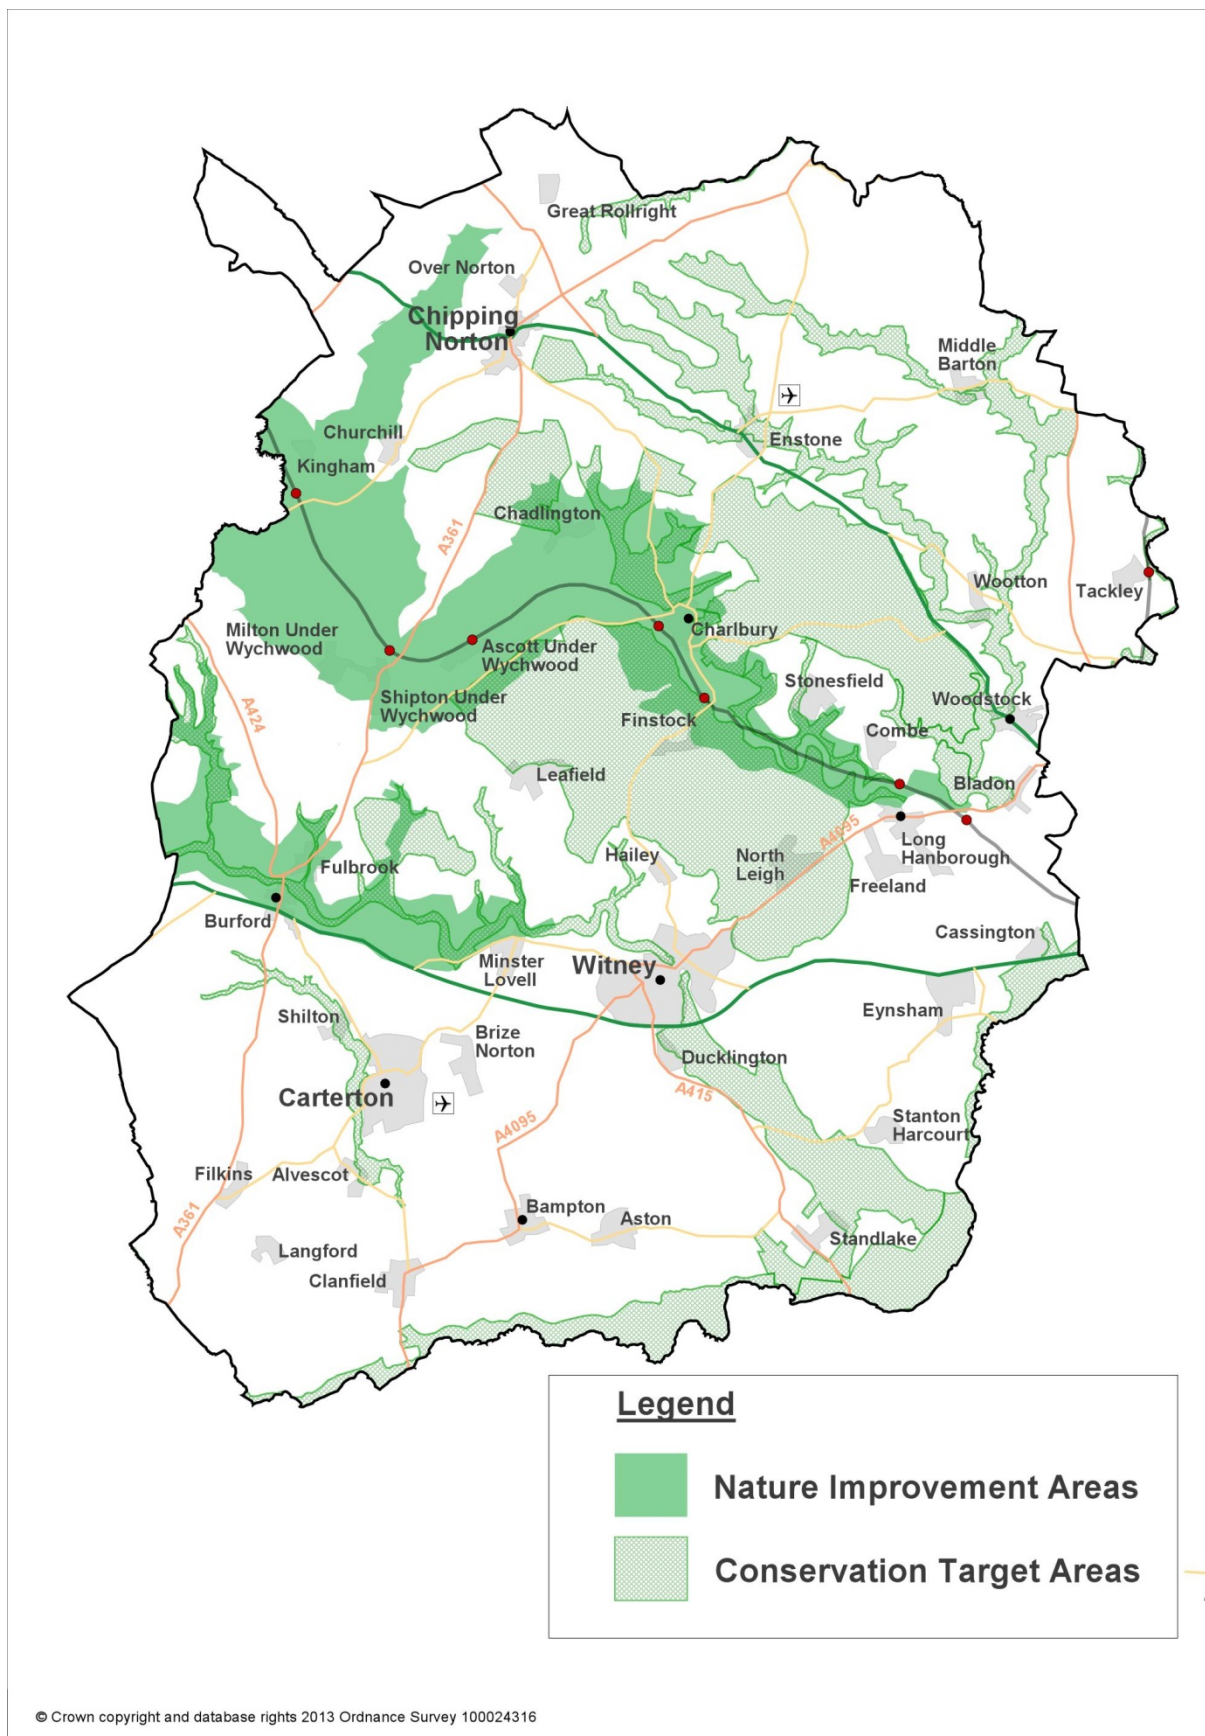 Great Rollright
Over Norton
Chipping
Norton
Middle
Barton
Churchill
Enstone
Kingham
Chadlington
A361
Wootton
Tackley
Milton Under
Wychwood
Ascott Under
Wychwood
Charlbury
Stonesfield
Shipton Under
Wychwood
Woodstock
A424
Finstock
Combe
Leafield
Bladon
A4095
Fulbrook
Hailey
North
Leigh
Long
Hanborough
Freeland
Burford
Cassington
Minster
Lovell
Witney
Eynsham
Shilton
Brize
Norton
Ducklington
Carterton
A415
A4095
Stanton
Harcourt
Filkins
Alvescot
A361
Bampton
Aston
Standlake
Langford
Clanfield
Legend
Nature Improvement Areas
Conservation Target Areas
© Crown copyright and database rights 2013 Ordnance Survey 100024316